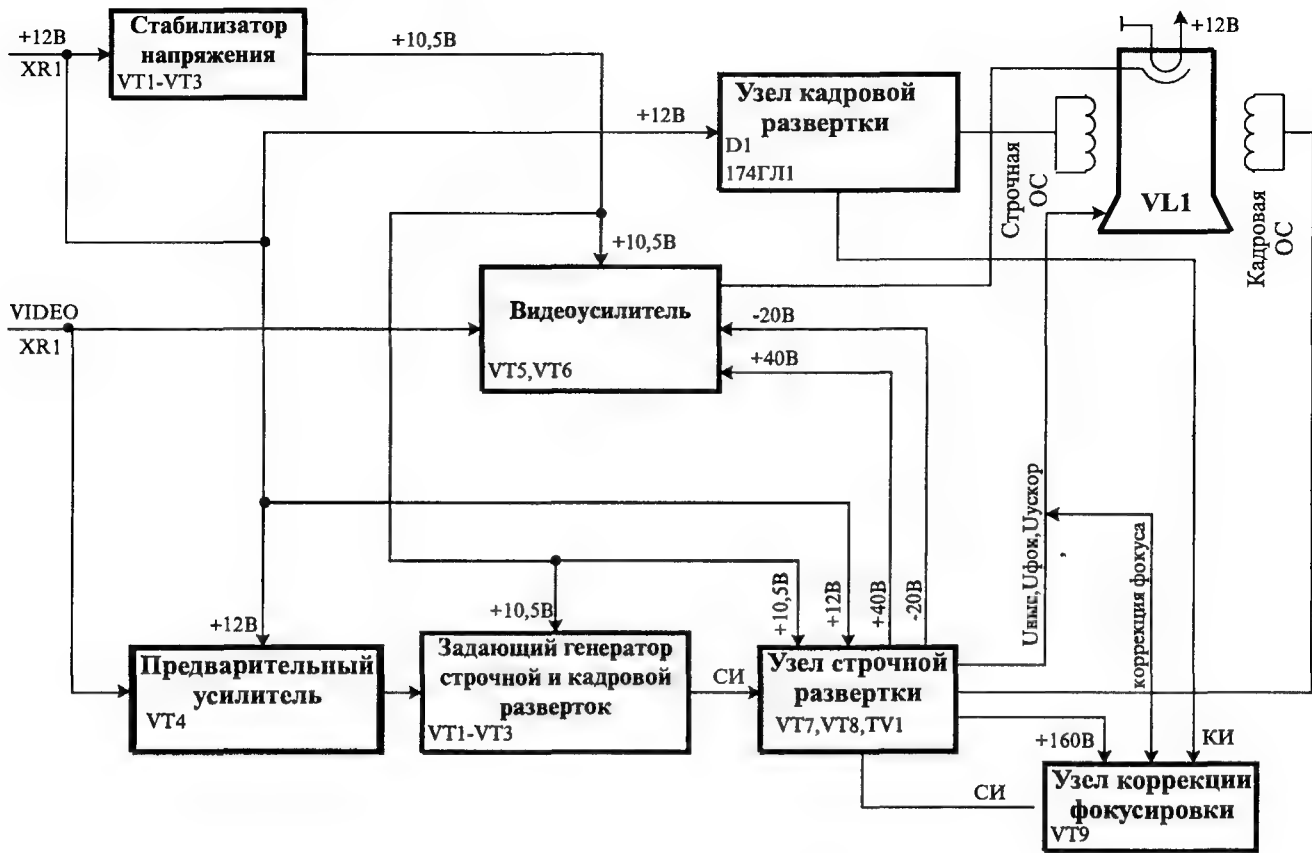 +12В
XR1
Стабилизатор
напряжения
VT1-VT3
+10,5В
+12В
Узел кадровой
развертки
D1
174ГЛ1
+12В
Строчная
ОС
VL1
Кадровая
ОС
+10,5В
VIDEO
XR1
Видеоусилитель
VT5,VT6
-20В
+40В
+12В
Предварительный
усилитель
VT4
+10,5В
Задающий генератор
строчной и кадровой
разверток
VT1-VT3
СИ
+10,5В
+12В
+40В
-20В
Узел строчной
развертки
VT7,VT8,TV1
Uфок,Uускор
коррекция фокуса
+160В
КИ
СИ
Узел коррекции
фокусировки
VT9